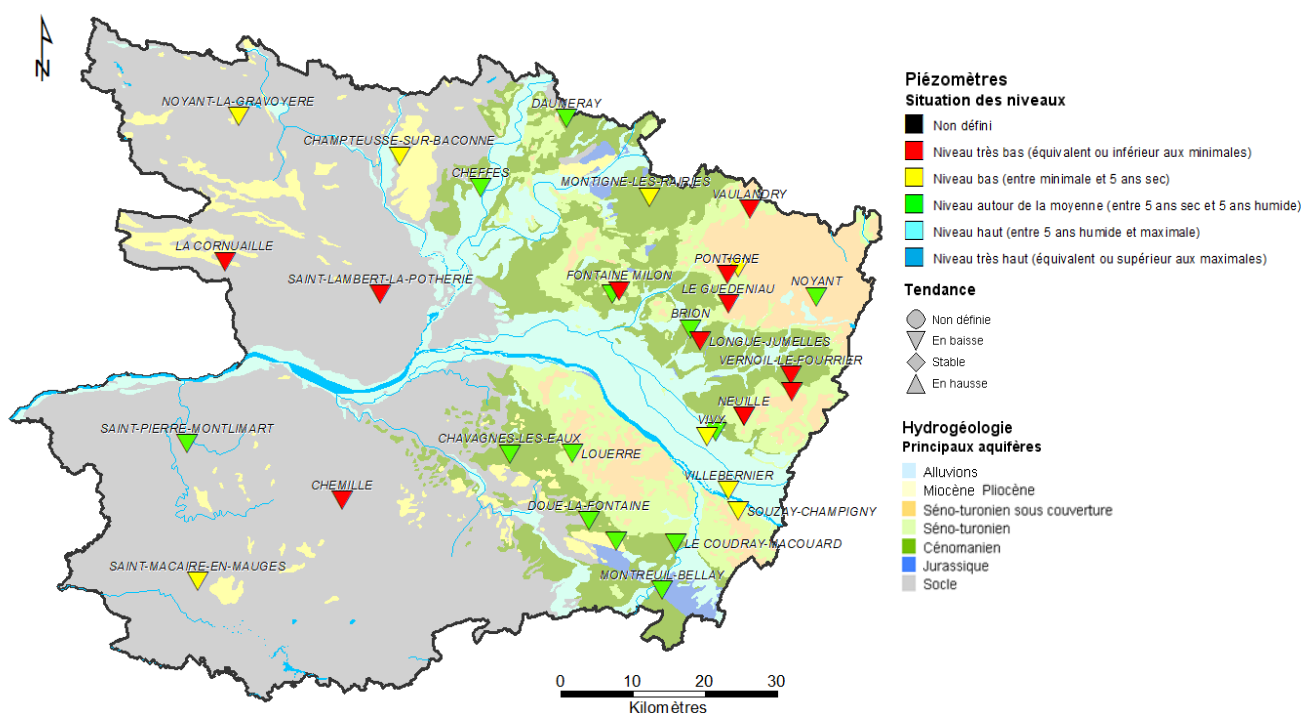 N
NOYANT-LA-GRAVOYERE
DAUMERAY
CHAMPTEUSSE-SUR-BACONNE
CHEFFES
MONTIGNE-LES-RAIRIES
VAULANDRY
LA CORNUAILLE
SAINT-LAMBERT-LA-POTHERIE
PONTIGNE
FONTAINE MILON
LE GUEDENIAU
NOYANT
BRION
LONGUE-JUMELLES
VERNOIL-LE-FOURRIER
NEUILLE
VIVY
SAINT-PIERRE-MONTLIMART
CHAVAGNES-LES-EAUX
LOUERRE
CHEMILLE
VILLEBERNIER
SOUZAY-CHAMPIGNY
DOUE-LA-FONTAINE
LE COUDRAY-MACOUARD
SAINT-MACAIRE-EN-MAUGES
MONTREUIL-BELLAY
0 10 20 30
Kilomètres
Piézomètres
Situation des niveaux
Non défini
Niveau très bas (équivalent ou inférieur aux minimales)
Niveau bas (entre minimale et 5 ans sec)
Niveau autour de la moyenne (entre 5 ans sec et 5 ans humide)
Niveau haut (entre 5 ans humide et maximale)
Niveau très haut (équivalent ou supérieur aux maximales)
Tendance
Non définie
En baisse
Stable
En hausse
Hydrogéologie
Principaux aquifères
Alluvions
Miocène Pliocène
Séno-turonien sous couverture
Séno-turonien
Cénomanien
Jurassique
Socle